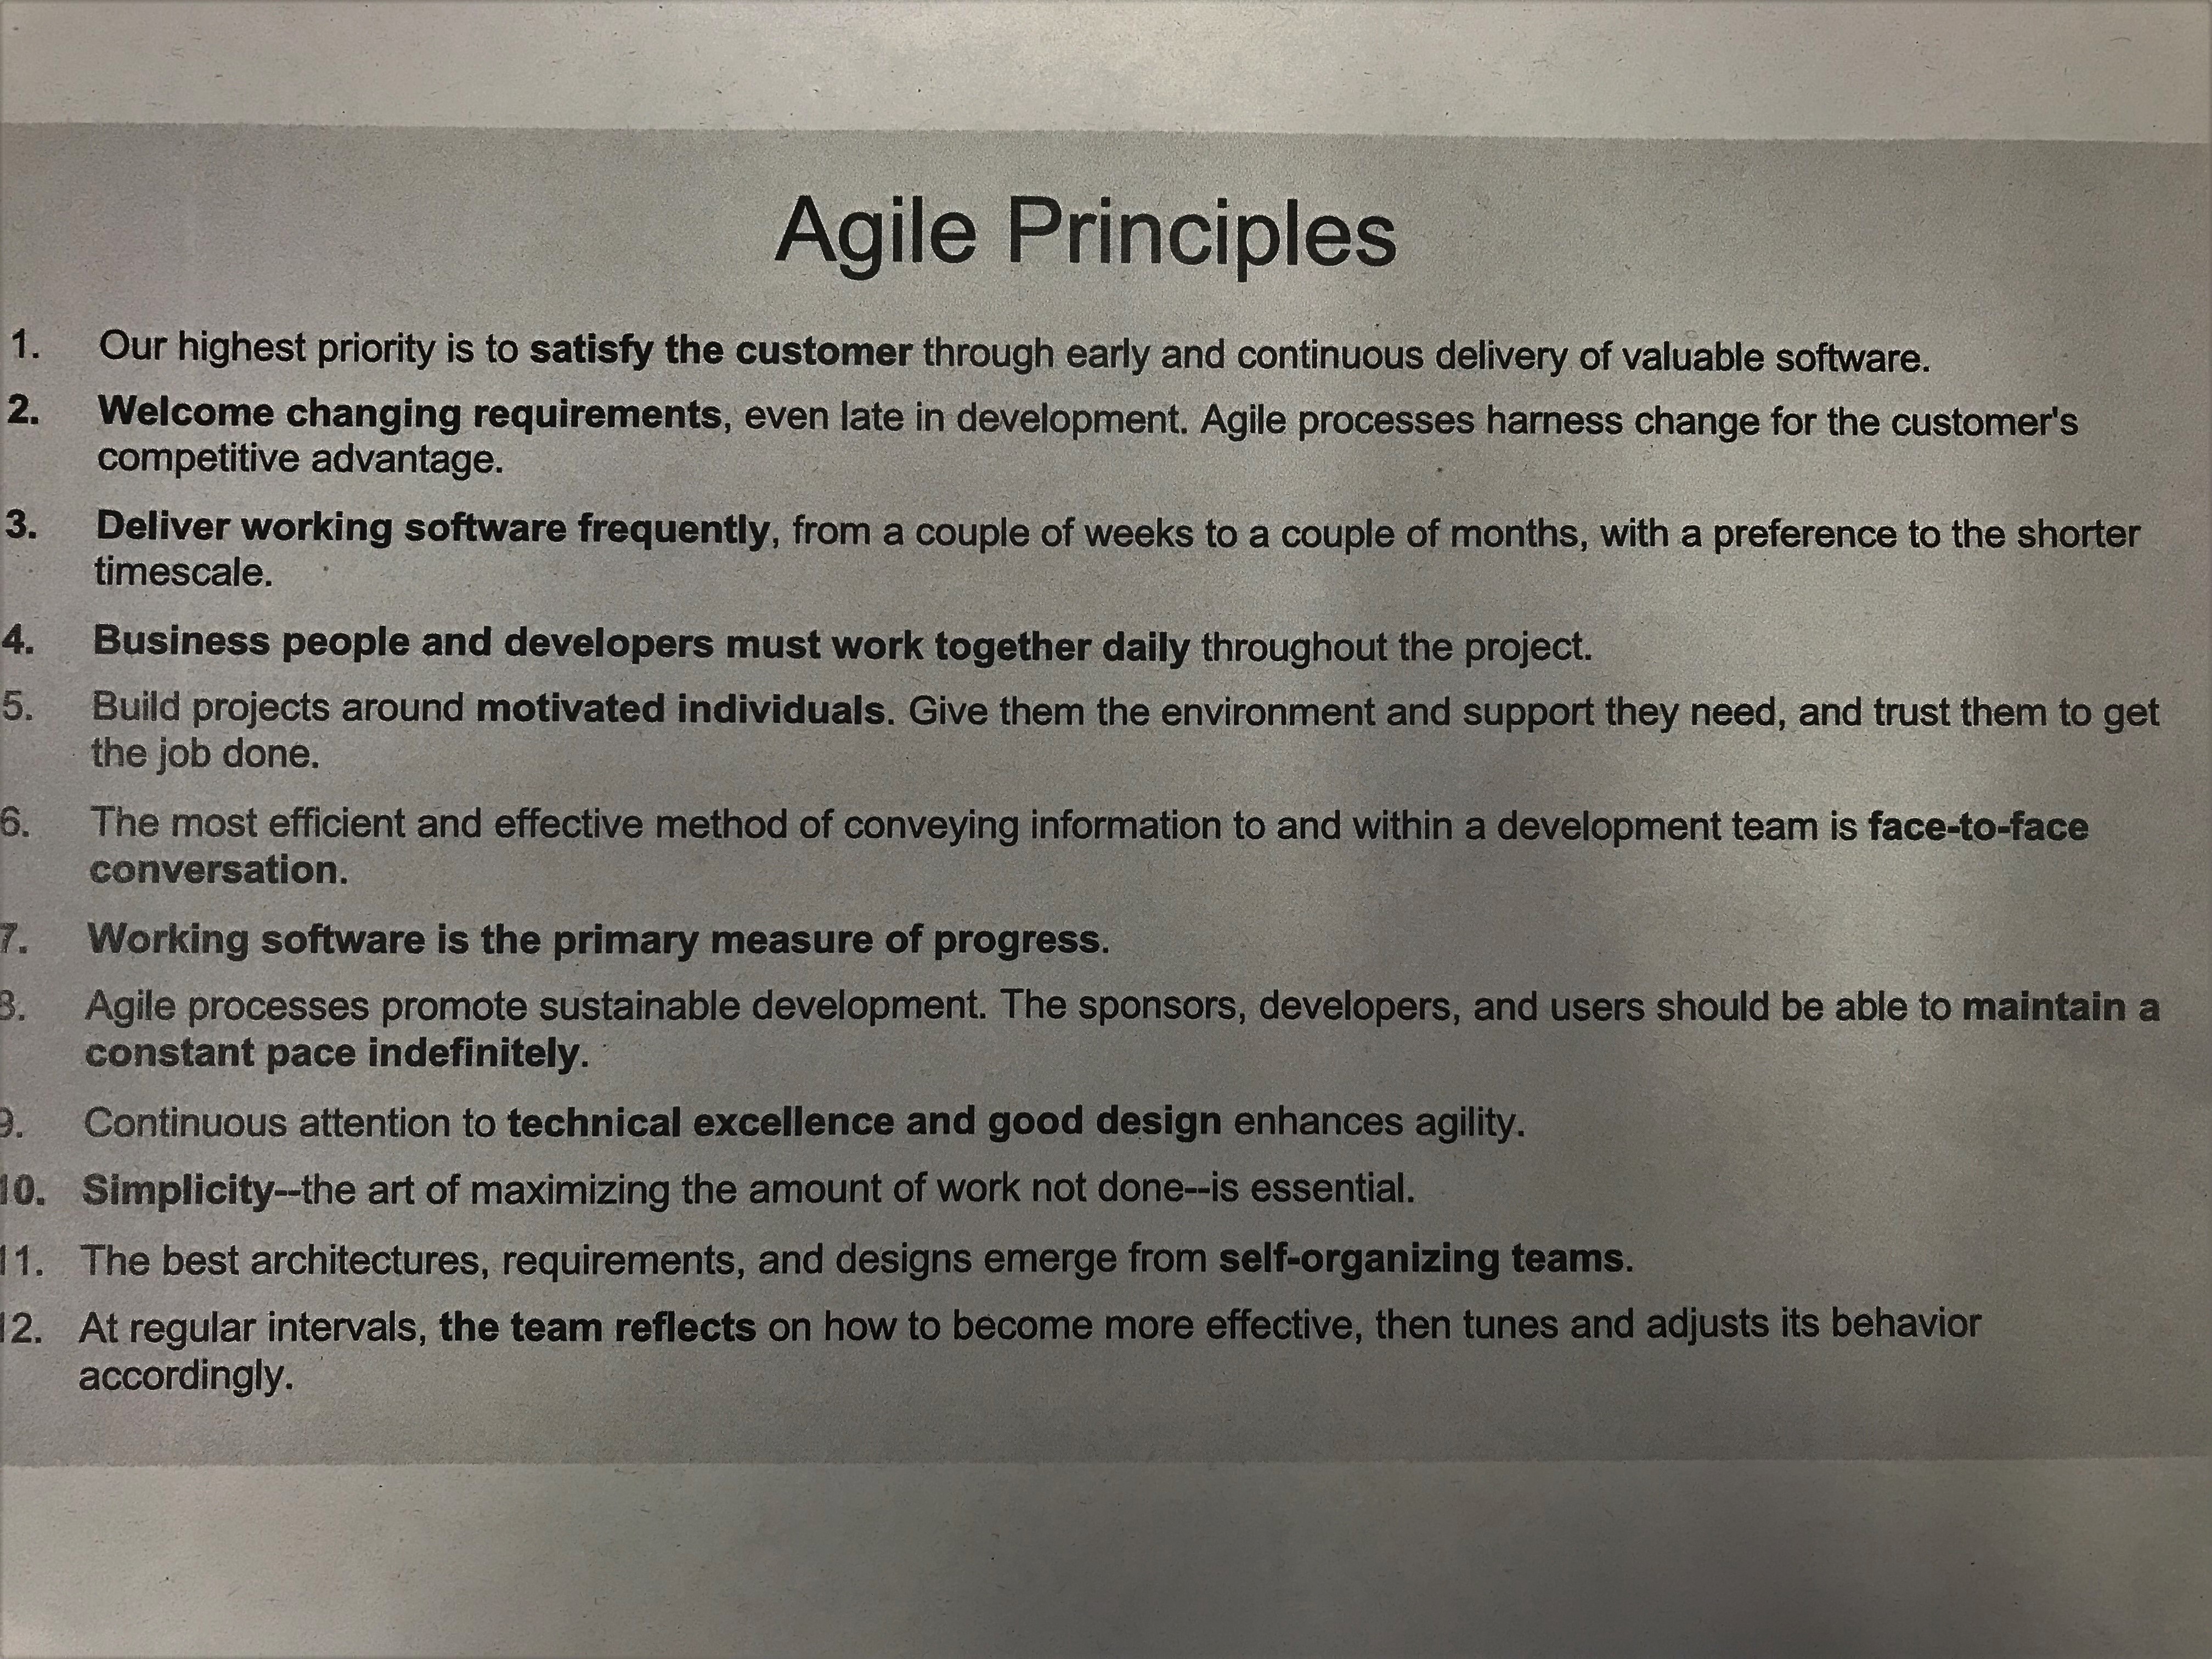 Agile Principles
1. Our highest priority is to satisfy the customer through early and continuous delivery of valuable software.
2. Welcome changing requirements, even late in development. Agile processes harness change for the customer's
competitive advantage.
3. Deliver working software frequently, from a couple of weeks to a couple of months, with a preference to the shorter
timescale.
4. Business people and developers must work together daily throughout the project.
5. Build projects around motivated individuals. Give them the environment and support they need, and trust them to get
the job done.
6. The most efficient and effective method of conveying information to and within a development team is face-to-face
conversation.
7. Working software is the primary measure of progress.
8. Agile processes promote sustainable development. The sponsors, developers, and users should be able to maintain a
constant pace indefinitely.
9. Continuous attention to technical excellence and good design enhances agility.
10. Simplicity--the art of maximizing the amount of work not done--is essential.
11. The best architectures, requirements, and designs emerge from self-organizing teams.
12. At regular intervals, the team reflects on how to become more effective, then tunes and adjusts its behavior
accordingly.